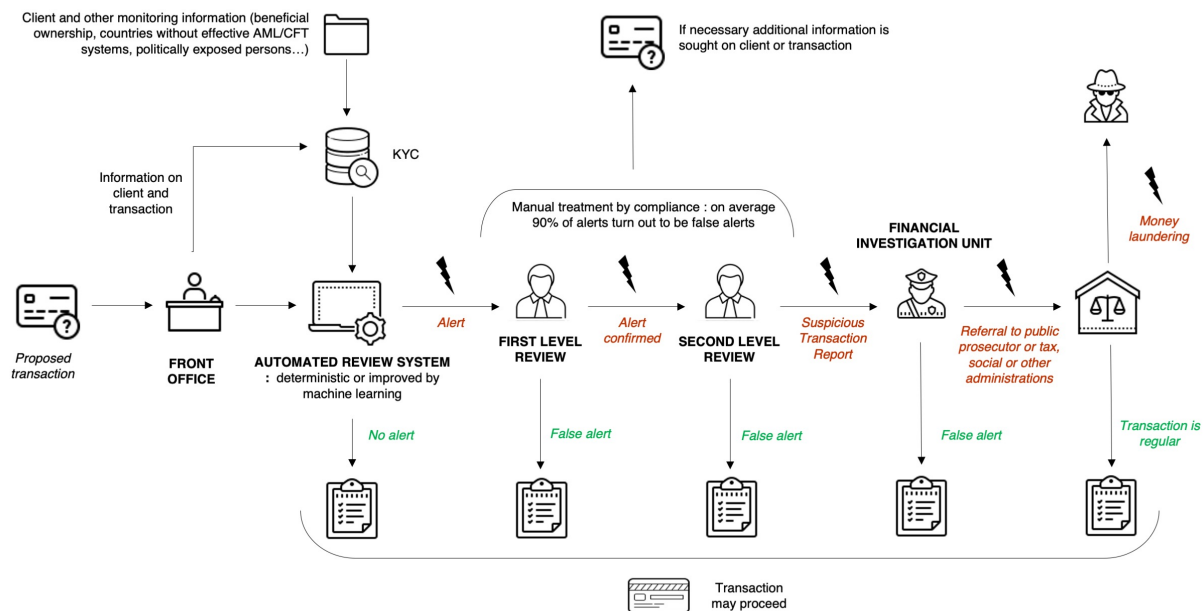 Client and other monitoring information (beneficial
ownership, countries without effective AML/CFT
systems, politically exposed persons…)
If necessary additional information is
sought on client or transaction
KYC
Information on
client and
transaction
Manual treatment by compliance : on average
90% of alerts turn out to be false alerts
FINANCIAL
INVESTIGATION UNIT
Money
laundering
Proposed
transaction
FRONT
OFFICE
AUTOMATED REVIEW SYSTEM
: deterministic or improved by
machine learning
Alert
FIRST LEVEL
REVIEW
Alert
confirmed
SECOND LEVEL
REVIEW
Suspicious
Transaction
Report
Referral to public
prosecutor or tax,
social or other
administrations
No alert
False alert
False alert
False alert
Transaction is
regular
Transaction
may proceed